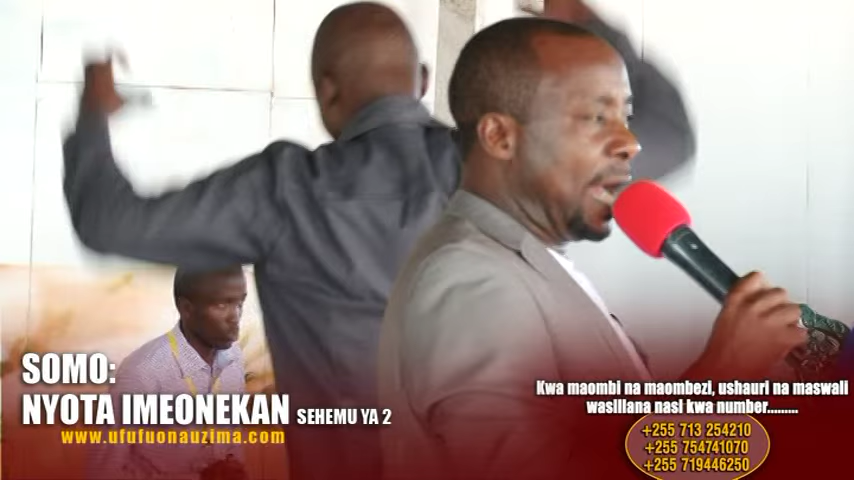 SOMO:
NYOTA IMEONEKAN SEHEMU YA 2
www.ufufuonauzima.com
Kwa maombi na maombezi, ushauri na maswali
wasiliana nasi kwa number.........
+255 713 254210
+255 754741070
+255 719446250